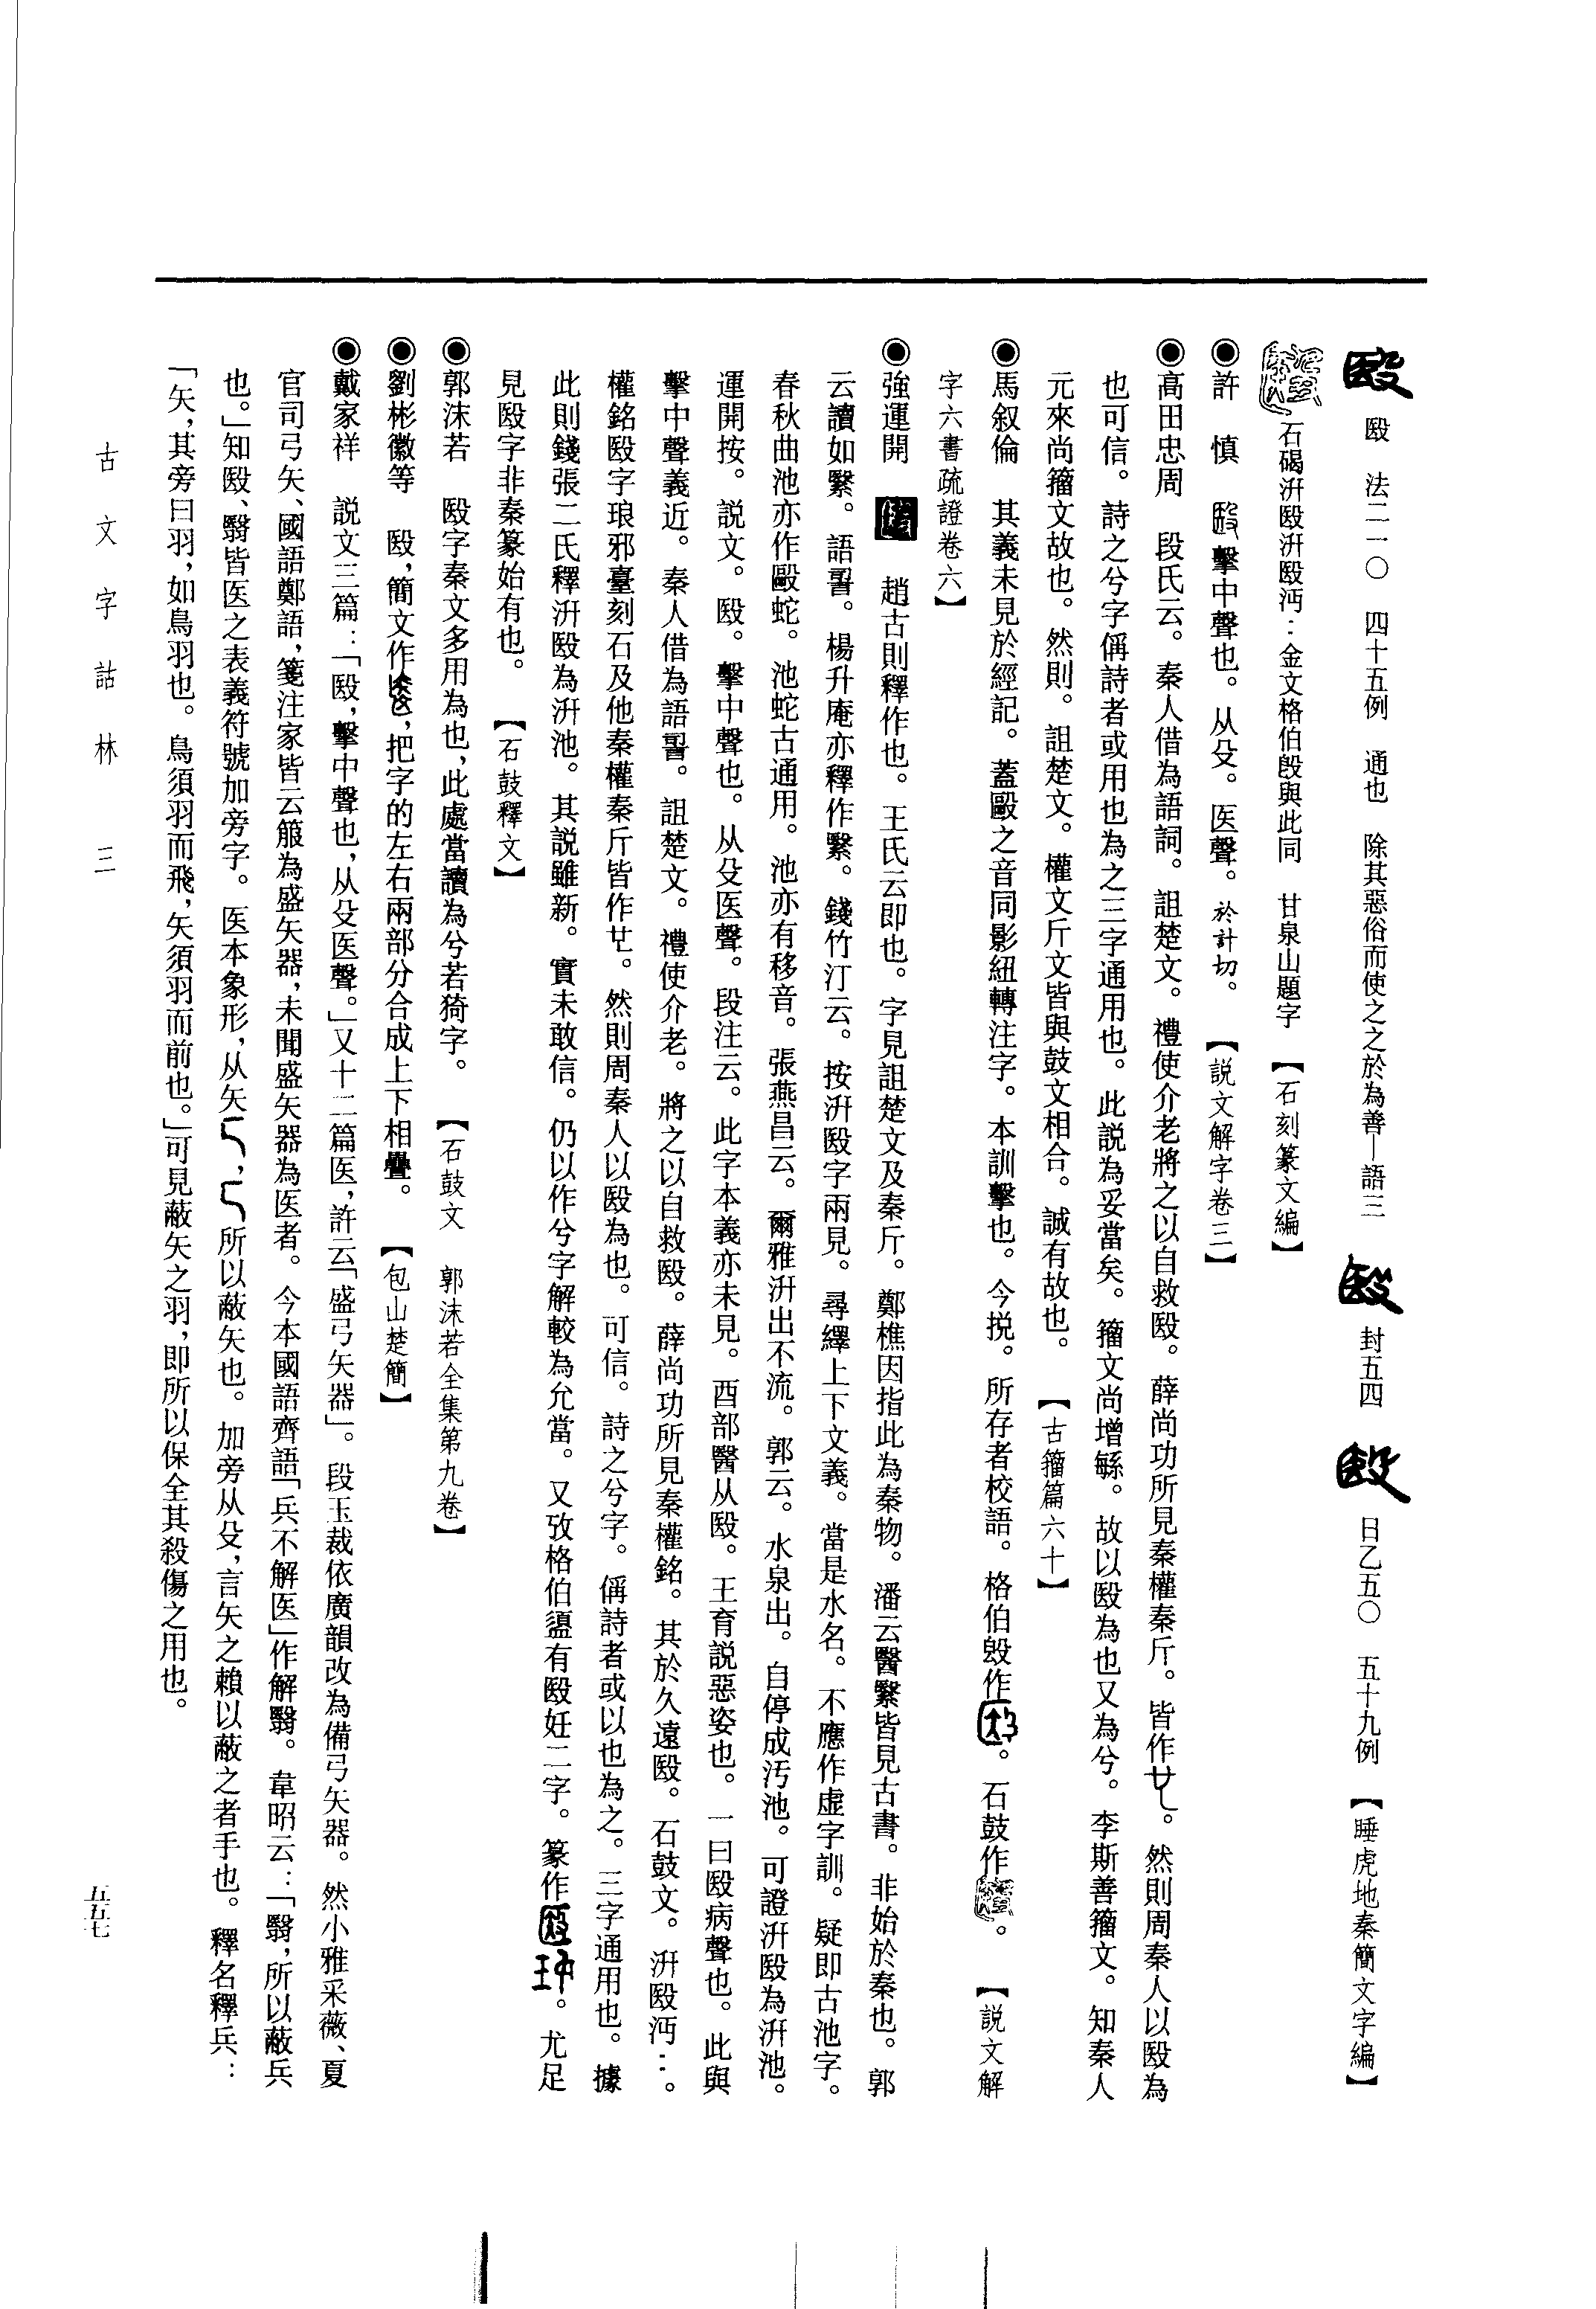 殹　法二一〇　四十五例　通也　除其惡俗而使之之於為善—語三　封五四　日乙五〇　五十九例　【睡虎地秦簡文字編】
石碣汧殹汧殹沔：金文格伯𣪘與此同　甘泉山題字　【石刻篆文編】
◉許　慎　擊中聲也。从殳。医聲。於計切。　【説文解字卷三】
◉高田忠周　段氏云。秦人借為語詞。詛楚文。禮使介老將之以自救殹。薛尚功所見秦權秦斤。皆作。然則周秦人以殹為
也可信。詩之兮字偁詩者或用也為之三字通用也。此説為妥當矣。籀文尚增緐。故以殹為也又為兮。李斯善籀文。知秦人
元來尚籀文故也。然則。詛楚文。權文斤文皆與鼓文相合。誠有故也。　【古籀篇六十】
◉馬叙倫　其義未見於經記。蓋毆之音同影紐轉注字。本訓擊也。今挩。所存者校語。格伯𣪘作。石鼓作。　【説文解
字六書疏證卷六】
◉強運開　趙古則釋作也。王氏云即也。字見詛楚文及秦斤。鄭樵因指此為秦物。潘云醫繄皆見古書。非始於秦也。郭
云讀如繄。語䛐。楊升庵亦釋作繄。錢竹汀云。按汧殹字兩見。尋繹上下文義。當是水名。不應作虚字訓。疑即古池字。
春秋曲池亦作毆蛇。池蛇古通用。池亦有移音。張燕昌云。爾雅汧出不流。郭云。水泉出。自停成汚池。可證汧殹為汧池。
運開按。説文。殹。擊中聲也。从殳医聲。段注云。此字本義亦未見。酉部醫从殹。王育説惡姿也。一曰殹病聲也。此與
擊中聲義近。秦人借為語䛐。詛楚文。禮使介老。將之以自救殹。薛尚功所見秦權銘。其於久遠殹。石鼓文。汧殹沔：。
權銘殹字琅邪臺刻石及他秦權秦斤皆作。然則周秦人以殹為也。可信。詩之兮字。偁詩者或以也為之。三字通用也。據
此則錢張二氏釋汧殹為汧池。其説雖新。實未敢信。仍以作兮字解較為允當。又攷格伯盨有殹妊二字。篆作。尤足
見殹字非秦篆始有也。　【石鼓釋文】
◉郭沫若　殹字秦文多用為也，此處當讀為兮若猗字。　【石鼓文　郭沫若全集第九卷】
◉劉彬徽等　殹，簡文作，把字的左右兩部分合成上下相疊。　【包山楚簡】
◉戴家祥　説文三篇：「殹，擊中聲也，从殳医聲。」又十二篇医，許云「盛弓矢器」。段玉裁依廣韻改為備弓矢器。然小雅采薇、夏
官司弓矢、國語鄭語，箋注家皆云箙為盛矢器，未聞盛矢器為医者。今本國語齊語「兵不解医」作解翳。韋昭云：「翳，所以蔽兵
也。」知殹、翳皆医之表義符號加旁字。医本象形，从矢匚，匚所以蔽矢也。加旁从殳，言矢之賴以蔽之者手也。釋名釋兵：
「矢，其旁曰羽，如鳥羽也。鳥須羽而飛，矢須羽而前也。」可見蔽矢之羽，即所以保全其殺傷之用也。
古文字詁林　三
五五七